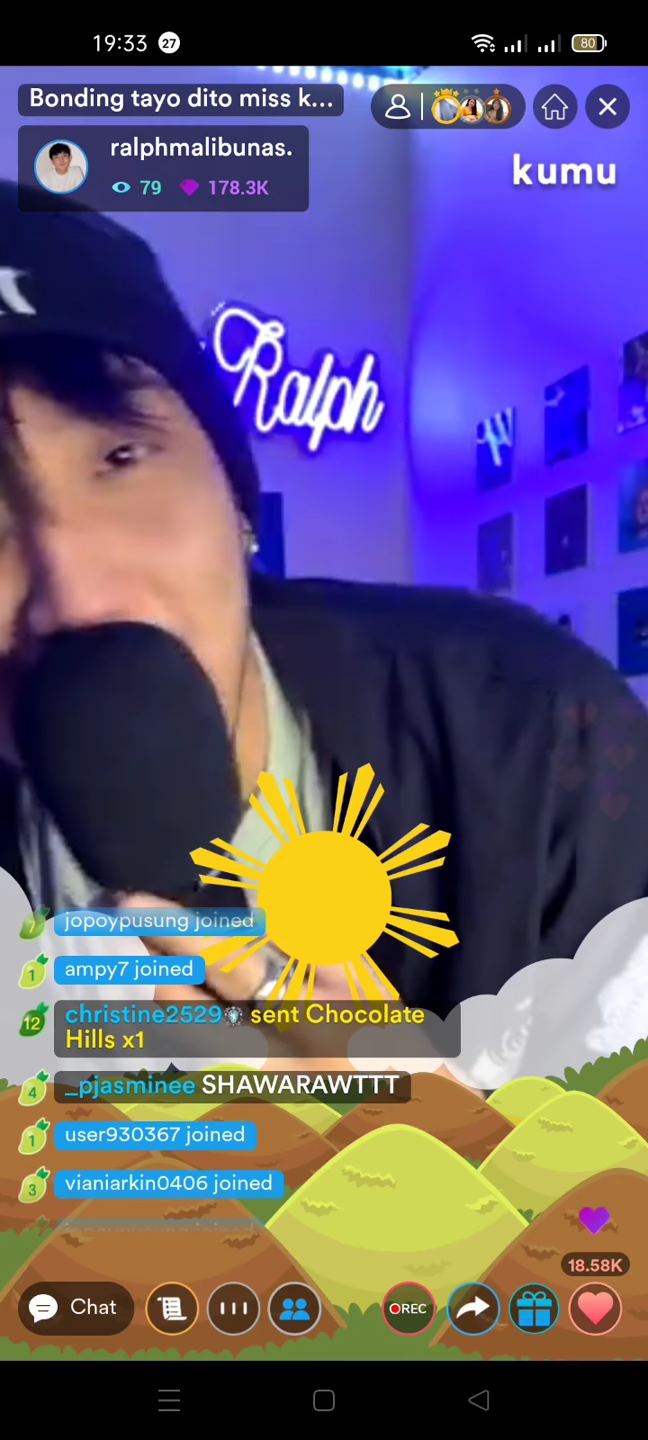 19:33 27
80
Bonding tayo dito miss k...
ralphmalibunas.
79 178.3K
kumu
Ralph
7 jopoypusung joined
1 ampy7 joined
12 christine2529 sent Chocolate
Hills x1
4 _pjasminee SHAWARAWTTT
1 user930367 joined
3 vianiarkin0406 joined
18.58K
Chat
REC